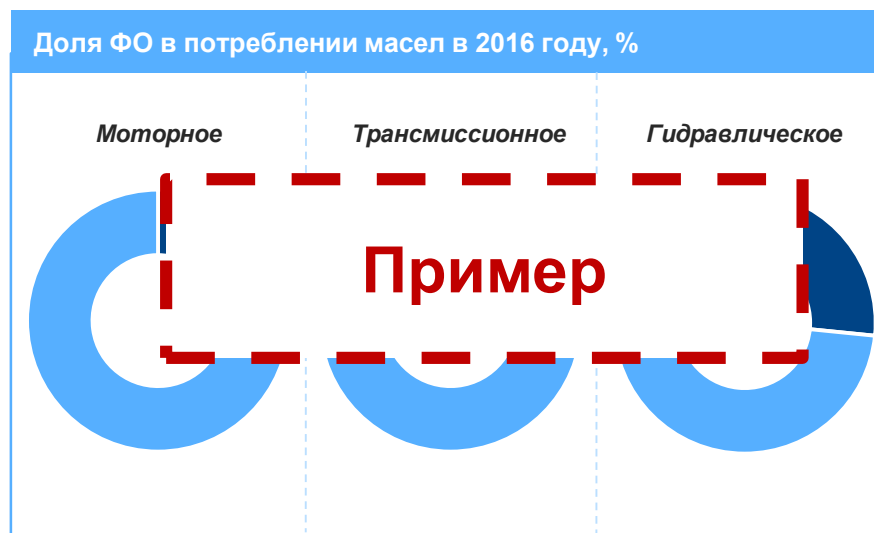 Доля ФО в потреблении масел в 2016 году, %
Моторное
Трансмиссионное
Гидравлическое
Пример